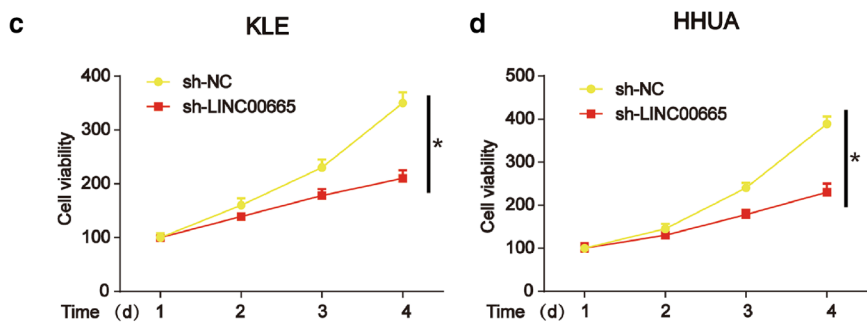 c
KLE
400
300
200
100
0
Cell viability
sh-NC
sh-LINC00665
*
Time (d) 1 2 3 4
d
HHUA
500
400
300
200
100
0
Cell viability
sh-NC
sh-LINC00665
*
Time (d) 1 2 3 4